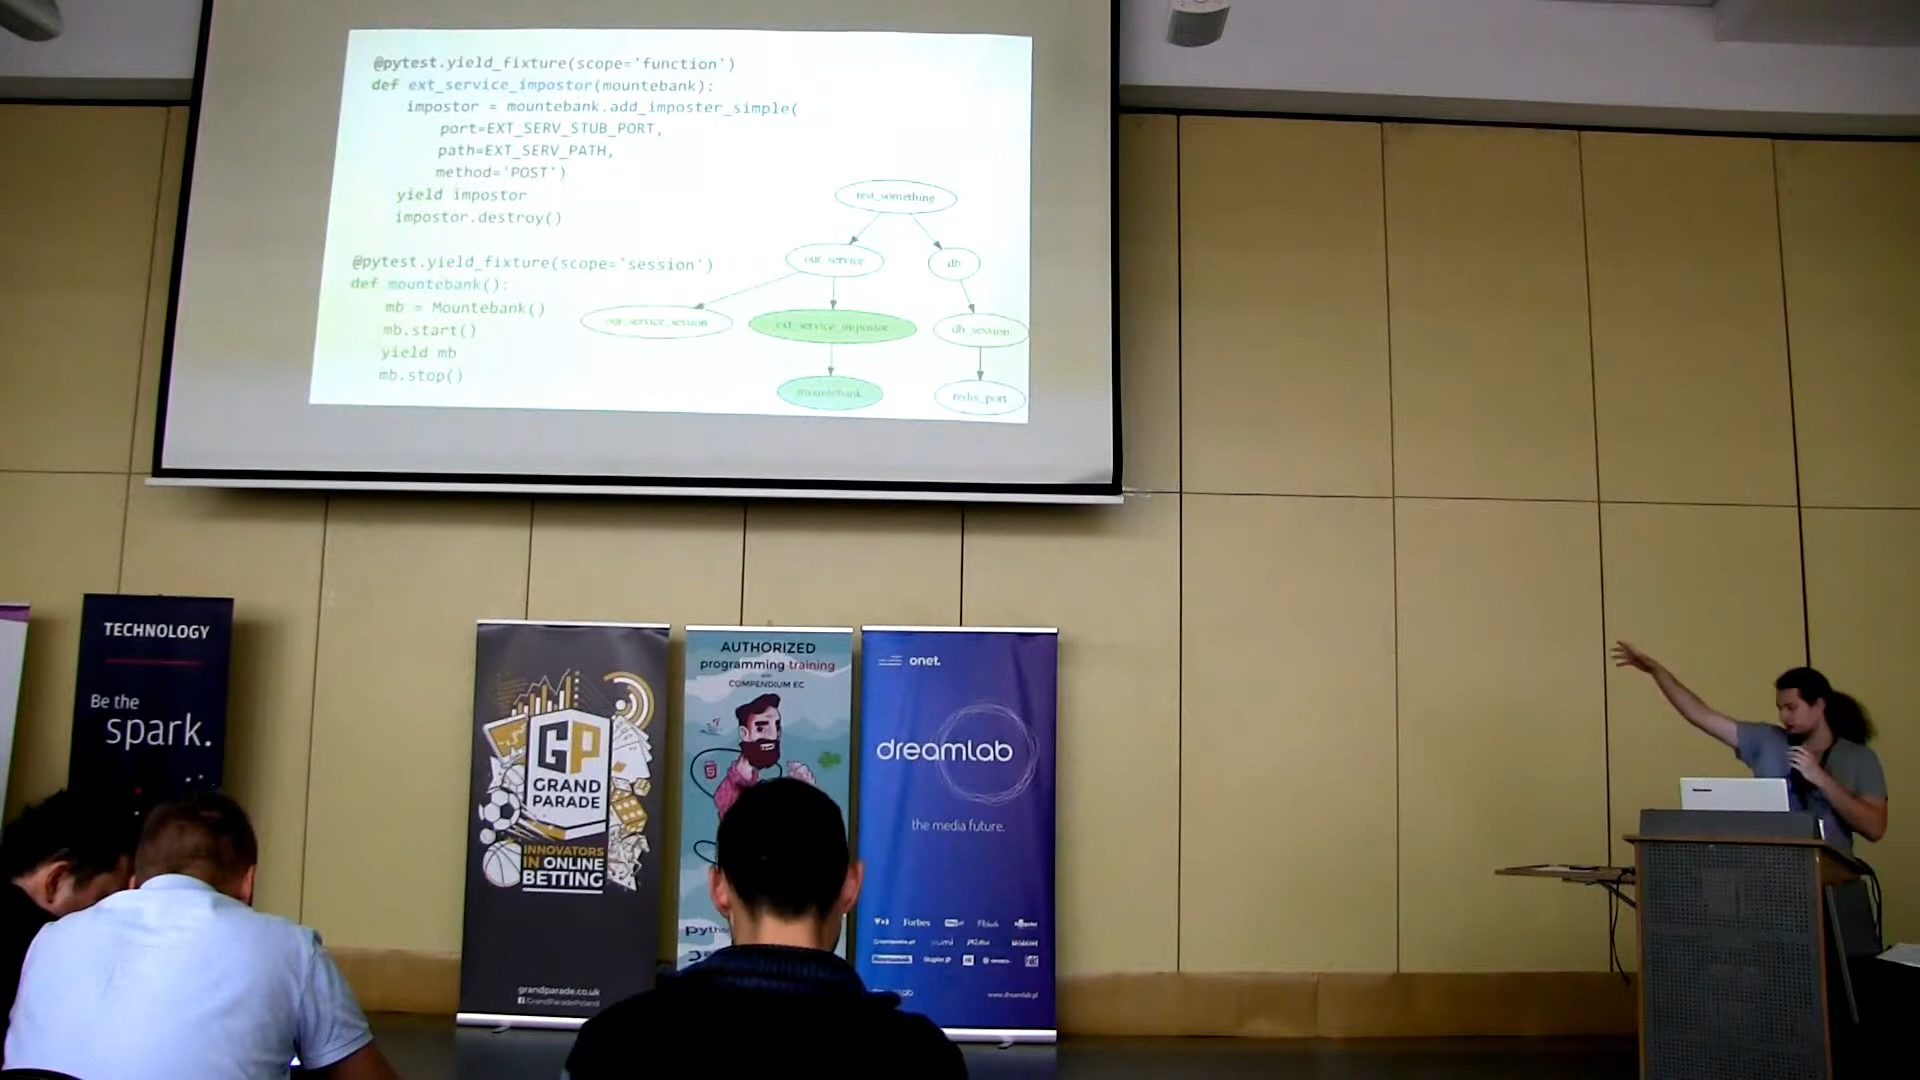 @pytest.yield_fixture(scope='function')
def ext_service_impostor(mountebank):
impostor = mountebank.add_imposter_simple(
port=EXT_SERV_STUB_PORT,
path=EXT_SERV_PATH,
method='POST')
yield impostor
impostor.destroy()
@pytest.yield_fixture(scope='session')
def mountebank():
mb = Mountebank()
mb.start()
yield mb
mb.stop()
test_something
our_service
db
our_service_session
ext_service_impostor
db_session
mountebank
redis_port
TECHNOLOGY
Be the
spark.
GP
GRAND
PARADE
INNOVATORS
IN ONLINE
BETTING
grandparade.co.uk
/GrandParadePoland
AUTHORIZED
programming training
with
COMPENDIUM EC
onet.
dreamlab
the media future.
Forbes
www.dreamlab.pl